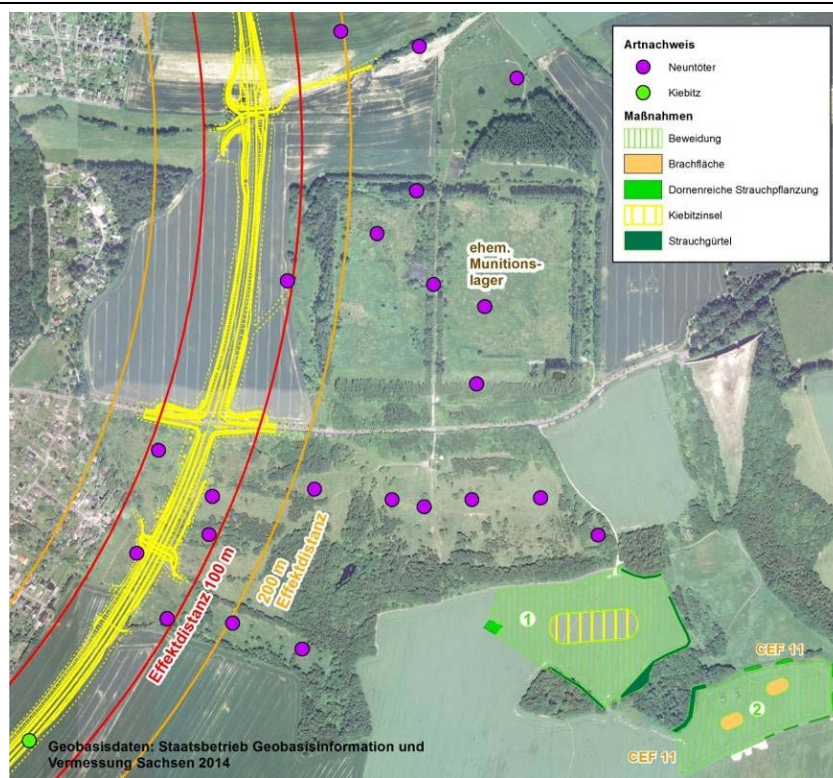 Artnachweis
Neuntöter
Kiebitz
Maßnahmen
Beweidung
Brachfläche
Dornenreiche Strauchpflanzung
Kiebitzinsel
Strauchgürtel
ehem.
Munitions-
lager
Effektdistanz 100 m
200 m
Effektdistanz
1
CEF 11
2
CEF 11
Geobasisdaten: Staatsbetrieb Geobasisinformation und
Vermessung Sachsen 2014